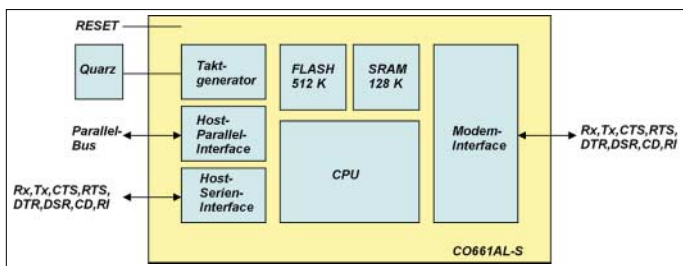 RESET
Quarz
Takt-
generator
FLASH
512 K
SRAM
128 K
Parallel-
Bus
Host-
Parallel-
Interface
Modem-
Interface
Rx,Tx,CTS,RTS,
DTR,DSR,CD,RI
CPU
Rx,Tx,CTS,RTS,
DTR,DSR,CD,RI
Host-
Serien-
Interface
CO661AL-S